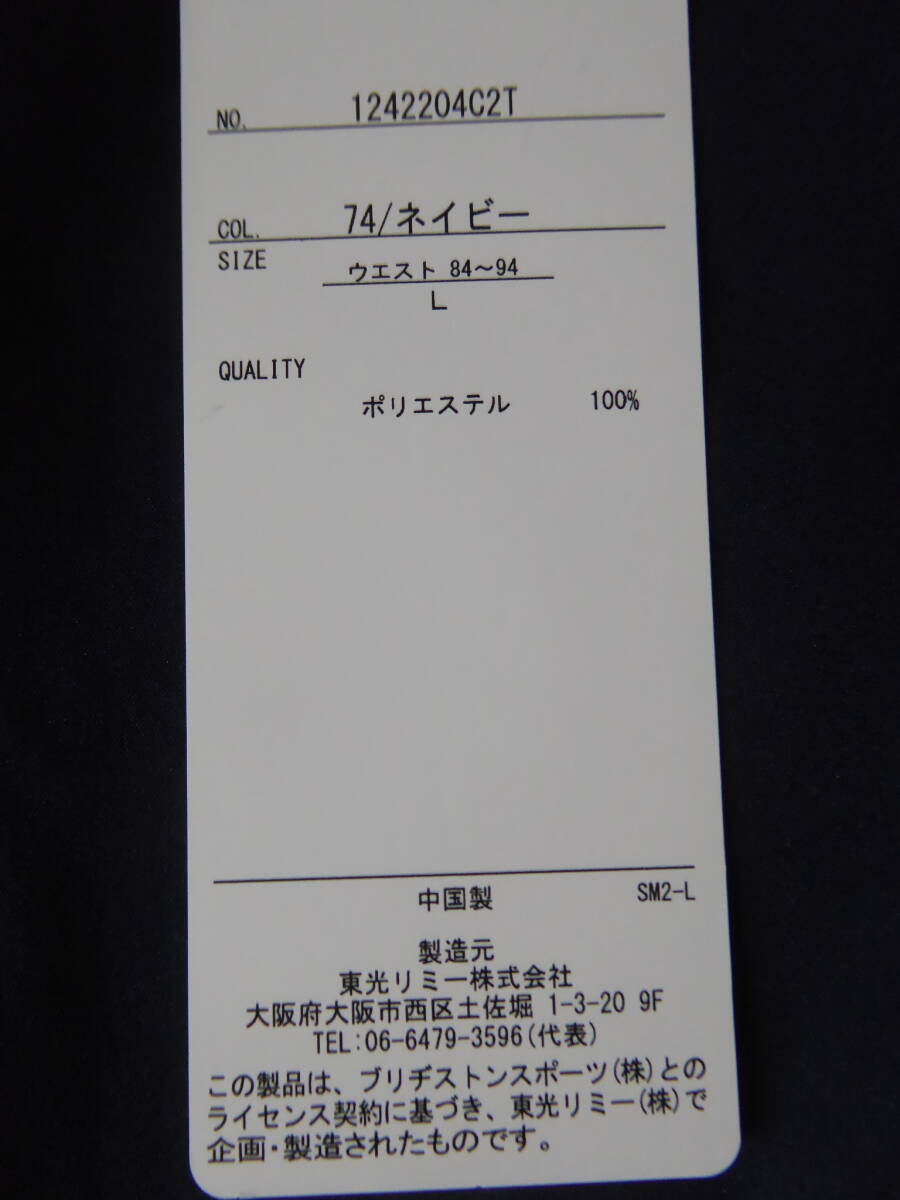 NO. 1242204C2T
COL. 74/ネイビー
SIZE ウエスト 84～94
L
QUALITY
ポリエステル 100%
中国製 SM2-L
製造元
東光リミー株式会社
大阪府大阪市西区土佐堀 1-3-20 9F
TEL:06-6479-3596(代表)
この製品は、ブリヂストンスポーツ(株)との
ライセンス契約に基づき、東光リミー(株)で
企画・製造されたものです。